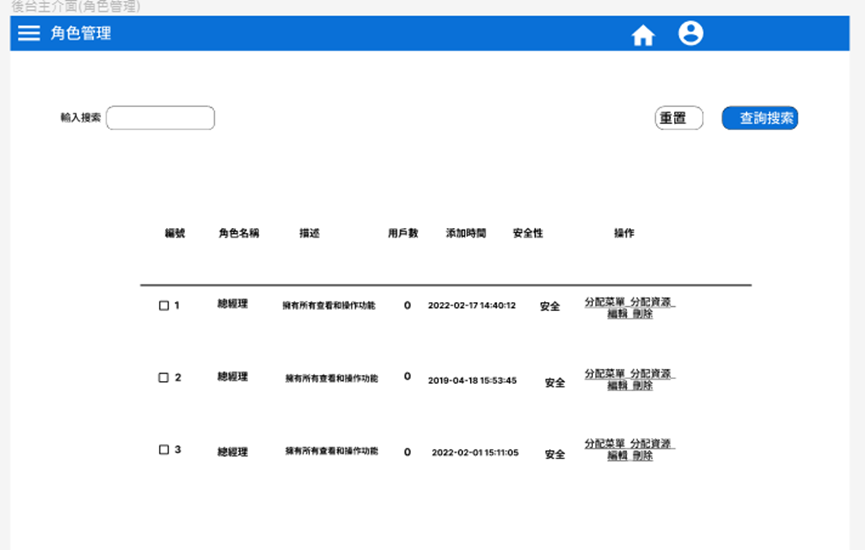 後台主介面(角色管理)
角色管理
輸入搜索 重置 查詢搜索
編號 角色名稱 描述 用戶數 添加時間 安全性 操作
1 總經理 擁有所有查看和操作功能 0 2022-02-17 14:40:12 安全 分配菜單 分配資源
編輯 刪除
2 總經理 擁有所有查看和操作功能 0 2019-04-18 15:53:45 安全 分配菜單 分配資源
編輯 刪除
3 總經理 擁有所有查看和操作功能 0 2022-02-01 15:11:05 安全 分配菜單 分配資源
編輯 刪除